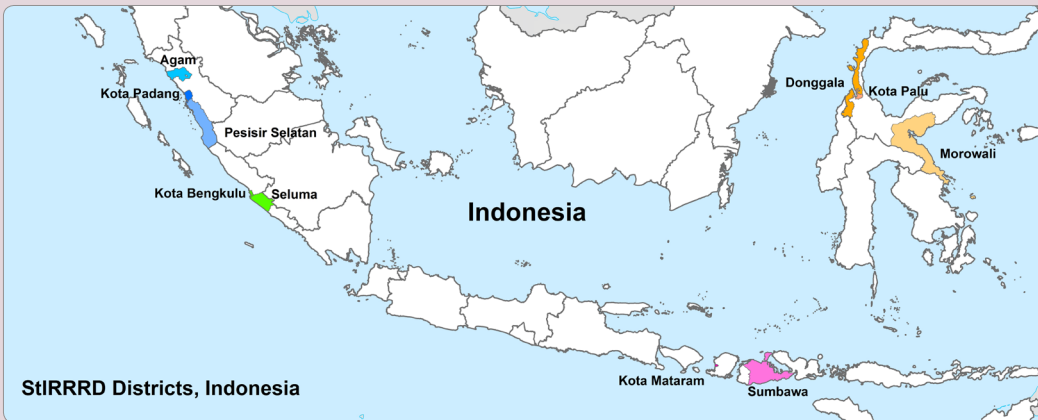 Agam
Kota Padang
Pesisir Selatan
Kota Bengkulu
Seluma
Indonesia
Donggala
Kota Palu
Morowali
Kota Mataram
Sumbawa
StIRRRD Districts, Indonesia